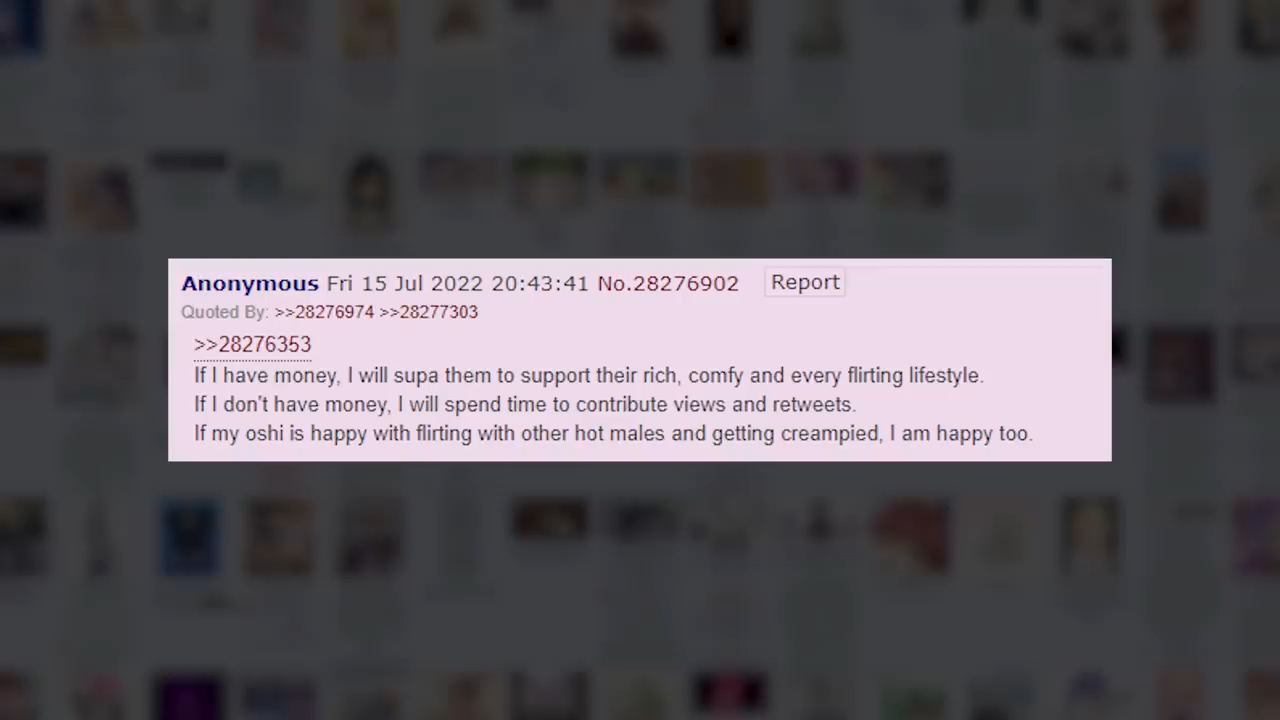 Anonymous Fri 15 Jul 2022 20:43:41 No.28276902 Report
Quoted By: >>28276974 >>28277303
>>28276353
If I have money, I will supa them to support their rich, comfy and every flirting lifestyle.
If I don't have money, I will spend time to contribute views and retweets.
If my oshi is happy with flirting with other hot males and getting creampied, I am happy too.